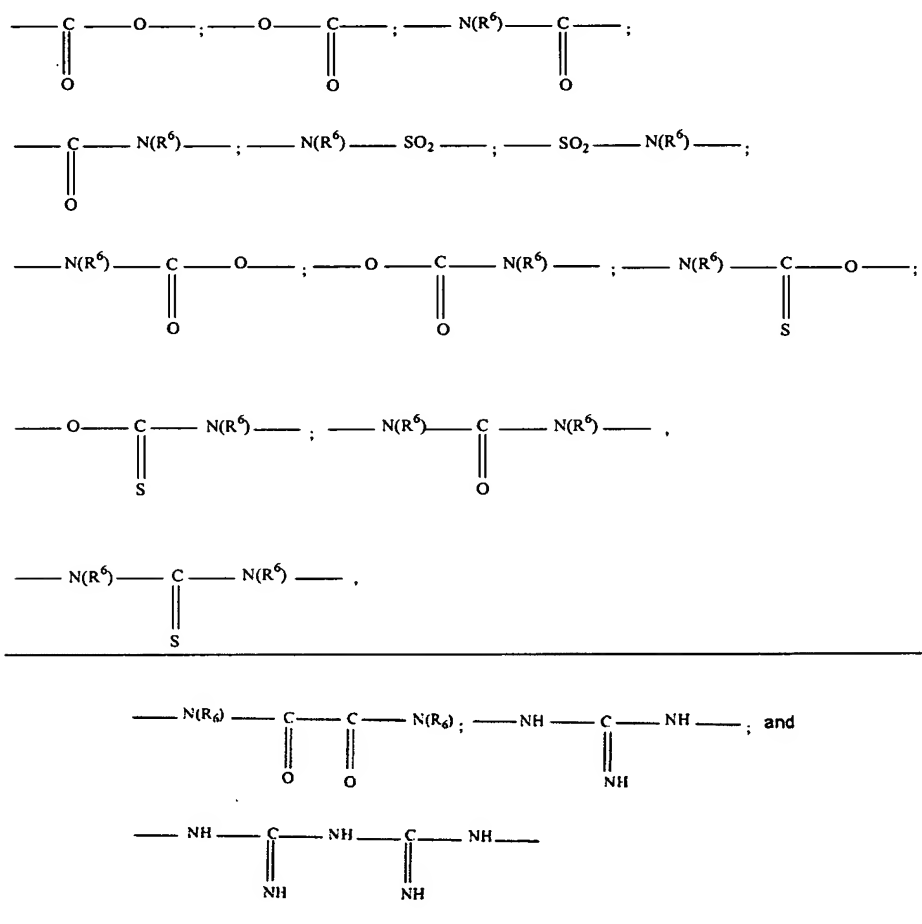 — C — O — ; — O — C — ; — N(R⁶) — C — ;
O O O
— C — N(R⁶) — ; — N(R⁶) — SO₂ — ; — SO₂ — N(R⁶) — ;
O
— N(R⁶) — C — O — ; — O — C — N(R⁶) — ; — N(R⁶) — C — O — ;
O O S
— O — C — N(R⁶) — ; — N(R⁶) — C — N(R⁶) — ,
S O
— N(R⁶) — C — N(R⁶) — ,
S
— N(R₆) — C — C — N(R₆) ; — NH — C — NH — ; and
O O NH
— NH — C — NH — C — NH —
NH NH